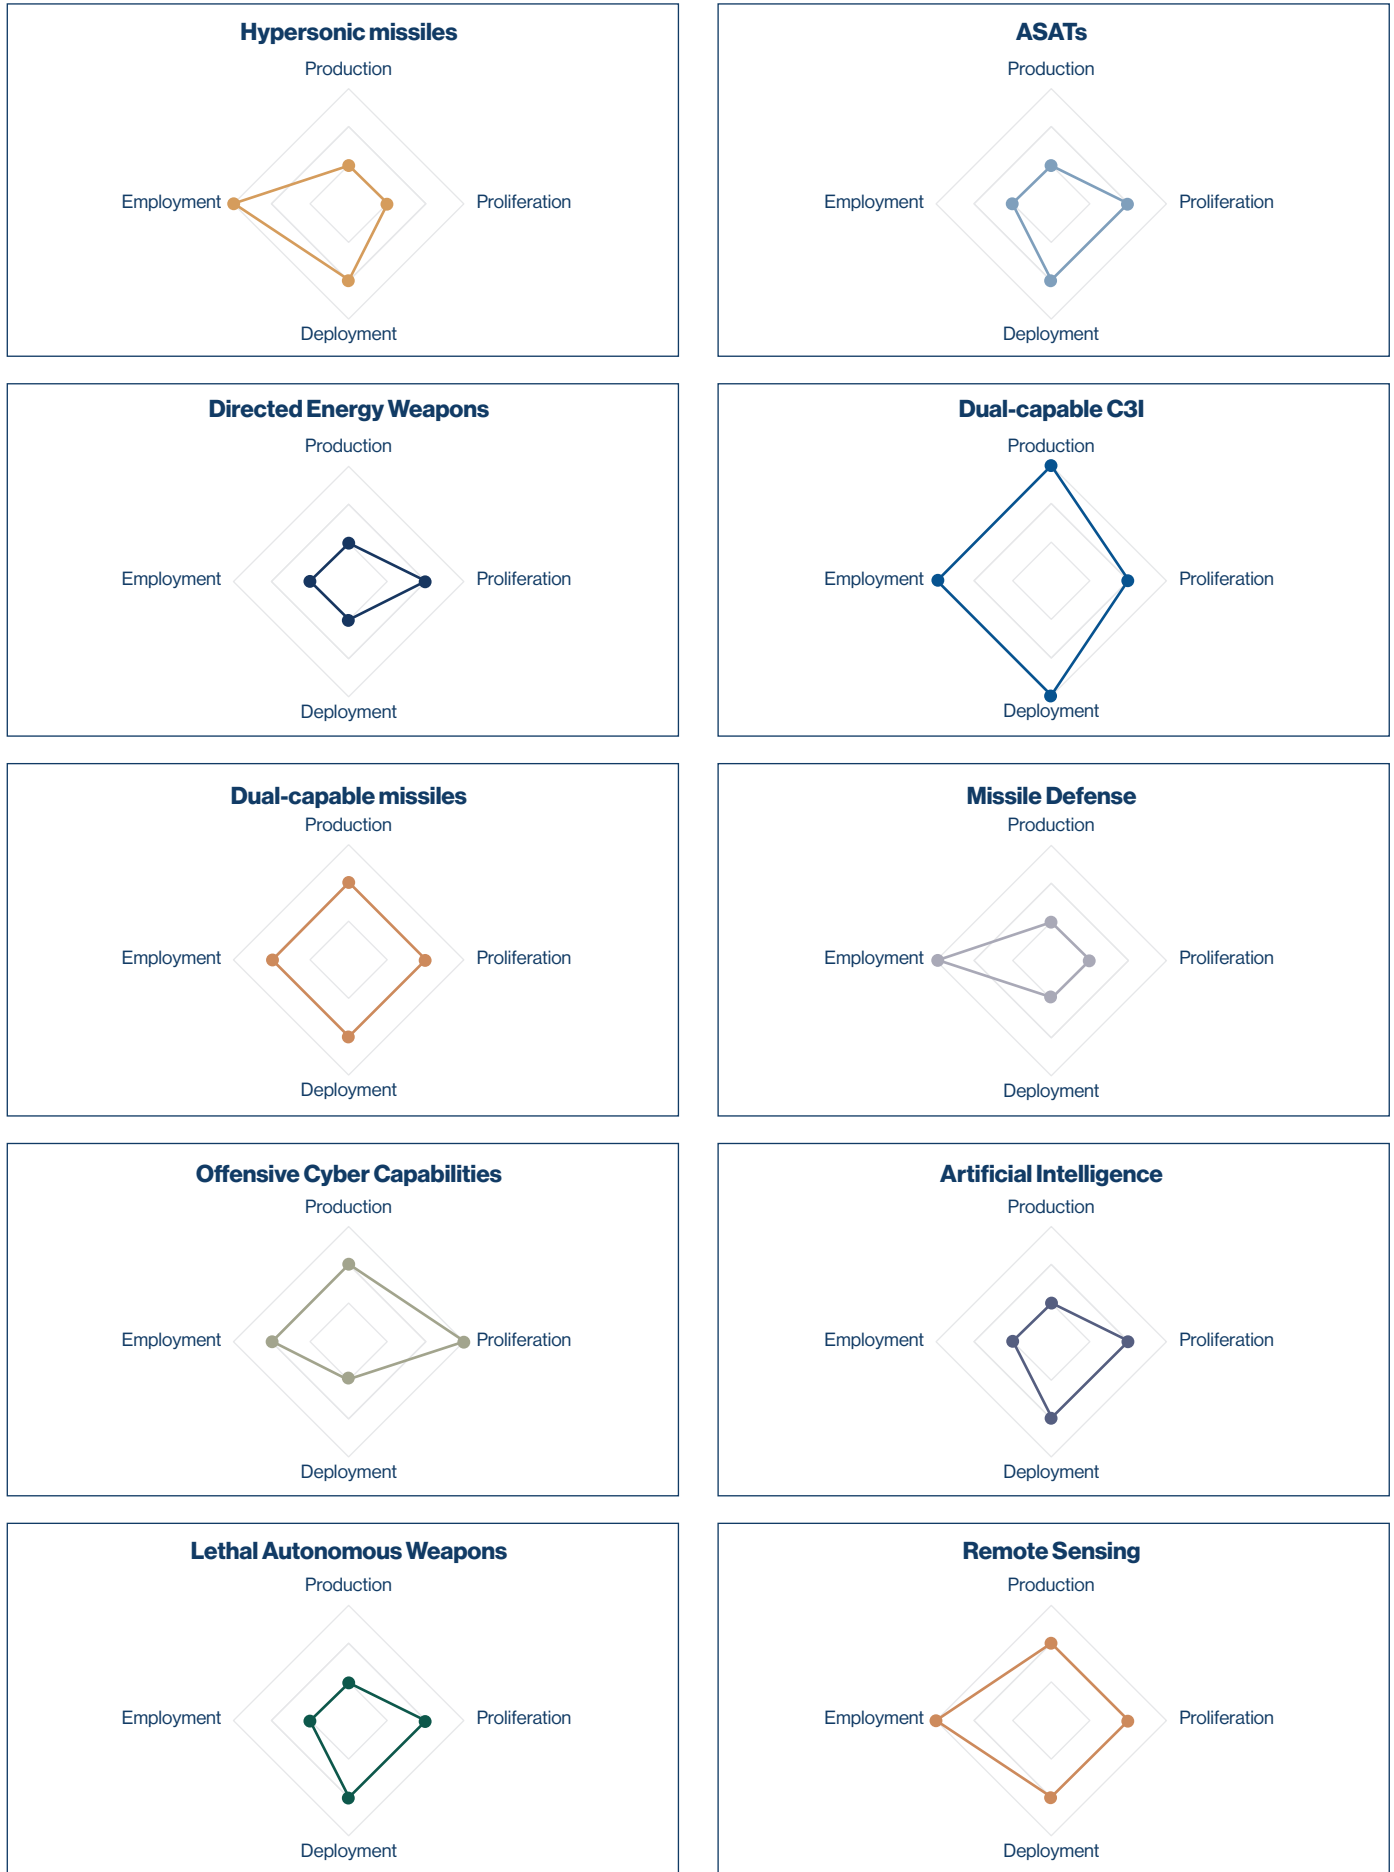 Hypersonic missiles
Production
Employment
Proliferation
Deployment
ASATs
Production
Employment
Proliferation
Deployment
Directed Energy Weapons
Production
Employment
Proliferation
Deployment
Dual-capable C3I
Production
Employment
Proliferation
Deployment
Dual-capable missiles
Production
Employment
Proliferation
Deployment
Missile Defense
Production
Employment
Proliferation
Deployment
Offensive Cyber Capabilities
Production
Employment
Proliferation
Deployment
Artificial Intelligence
Production
Employment
Proliferation
Deployment
Lethal Autonomous Weapons
Production
Employment
Proliferation
Deployment
Remote Sensing
Production
Employment
Proliferation
Deployment